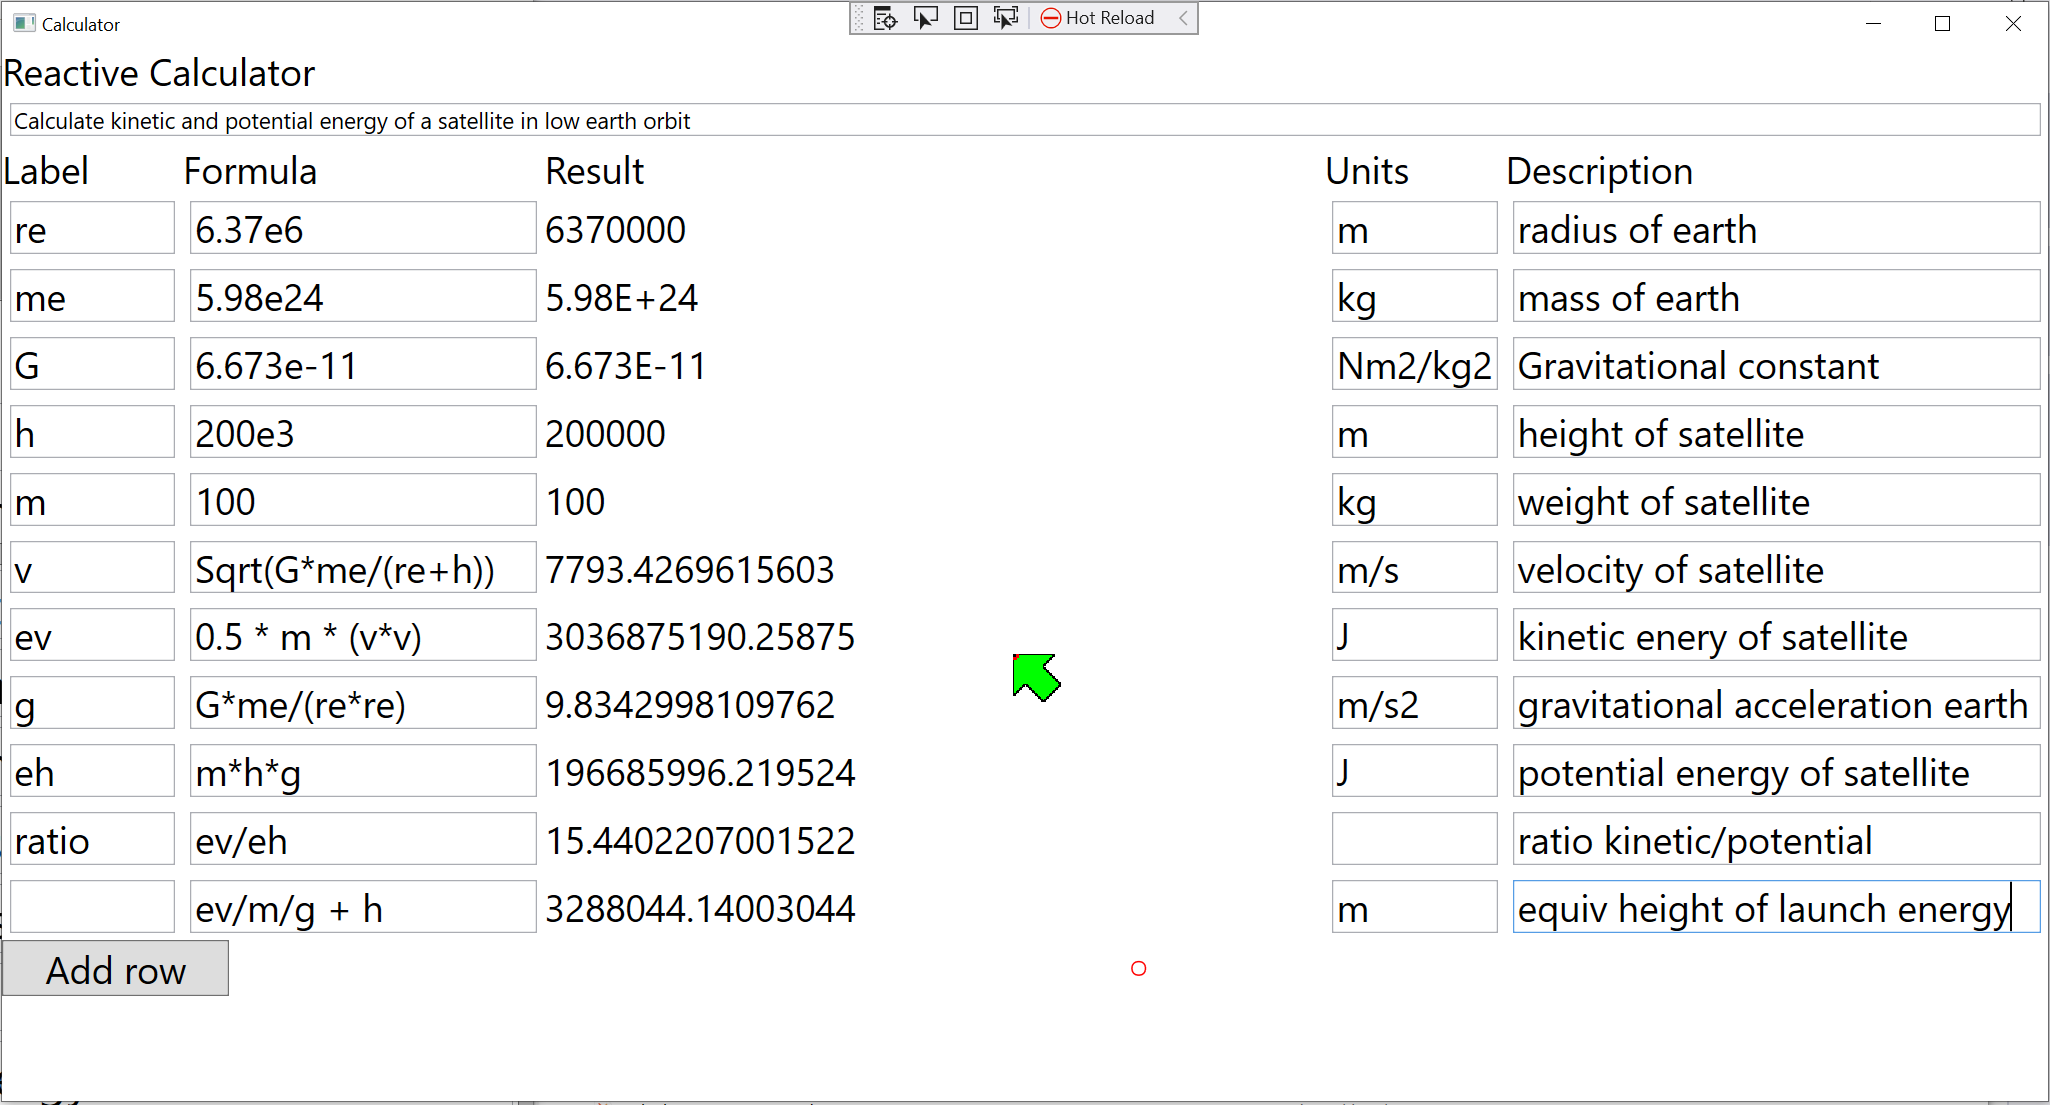 Calculator
Hot Reload
Reactive Calculator
Calculate kinetic and potential energy of a satellite in low earth orbit
Label Formula Result Units Description
re 6.37e6 6370000 m radius of earth
me 5.98e24 5.98E+24 kg mass of earth
G 6.673e-11 6.673E-11 Nm2/kg2 Gravitational constant
h 200e3 200000 m height of satellite
m 100 100 kg weight of satellite
v Sqrt(G*me/(re+h)) 7793.4269615603 m/s velocity of satellite
ev 0.5 * m * (v*v) 3036875190.25875 J kinetic enery of satellite
g G*me/(re*re) 9.8342998109762 m/s2 gravitational acceleration earth
eh m*h*g 196685996.219524 J potential energy of satellite
ratio ev/eh 15.4402207001522 ratio kinetic/potential
ev/m/g + h 3288044.14003044 m equiv height of launch energy
Add row